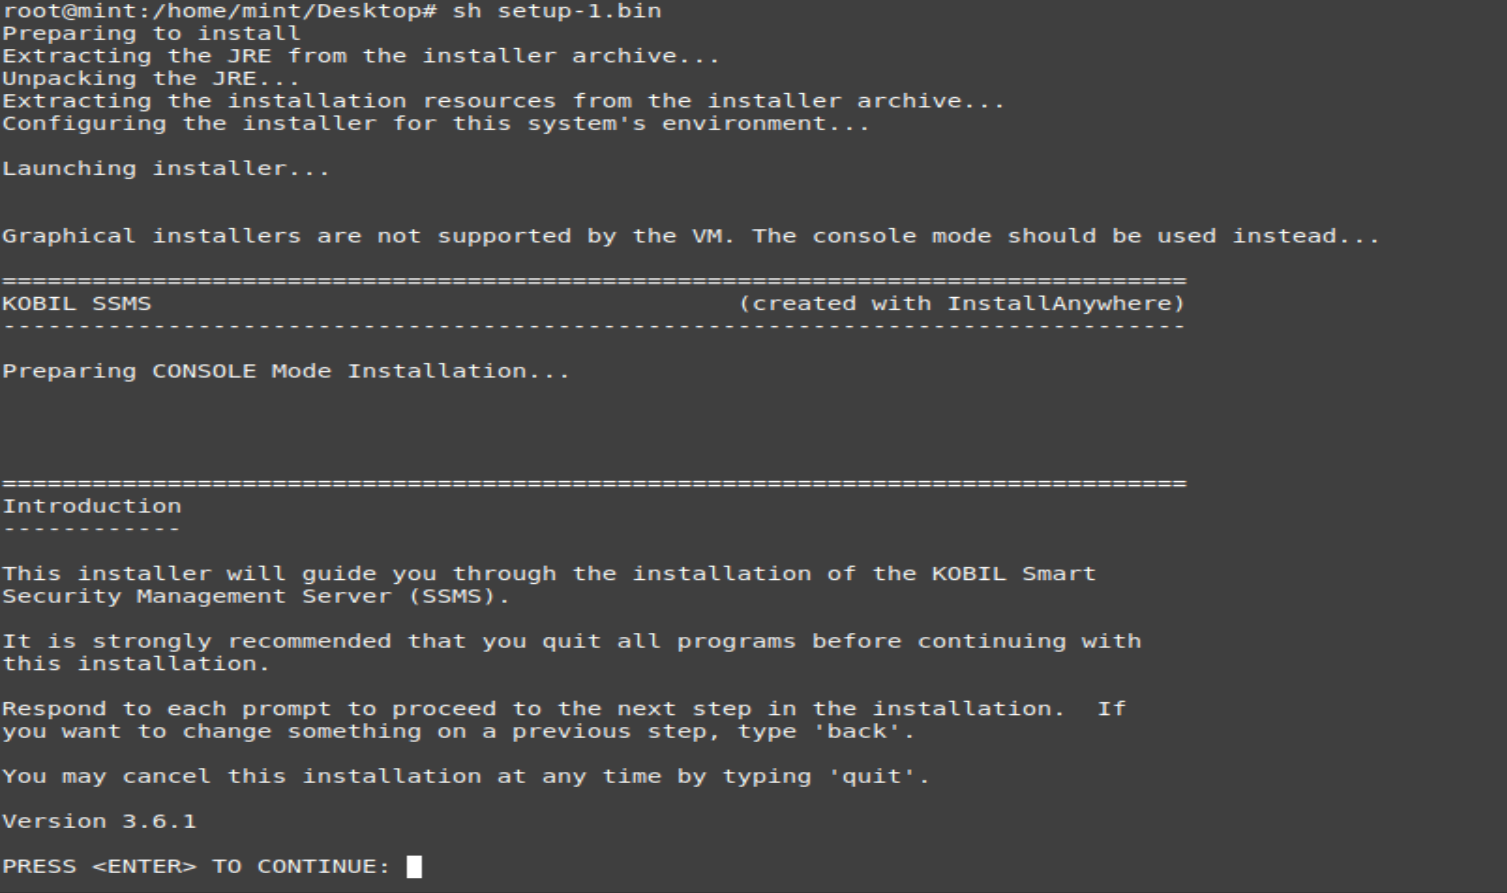 root@mint:/home/mint/Desktop# sh setup-1.bin
Preparing to install
Extracting the JRE from the installer archive...
Unpacking the JRE...
Extracting the installation resources from the installer archive...
Configuring the installer for this system's environment...
Launching installer...
Graphical installers are not supported by the VM. The console mode should be used instead...
===============================================================================
KOBIL SSMS                                       (created with InstallAnywhere)
-------------------------------------------------------------------------------
Preparing CONSOLE Mode Installation...
===============================================================================
Introduction
------------
This installer will guide you through the installation of the KOBIL Smart
Security Management Server (SSMS).
It is strongly recommended that you quit all programs before continuing with
this installation.
Respond to each prompt to proceed to the next step in the installation.  If
you want to change something on a previous step, type 'back'.
You may cancel this installation at any time by typing 'quit'.
Version 3.6.1
PRESS <ENTER> TO CONTINUE: